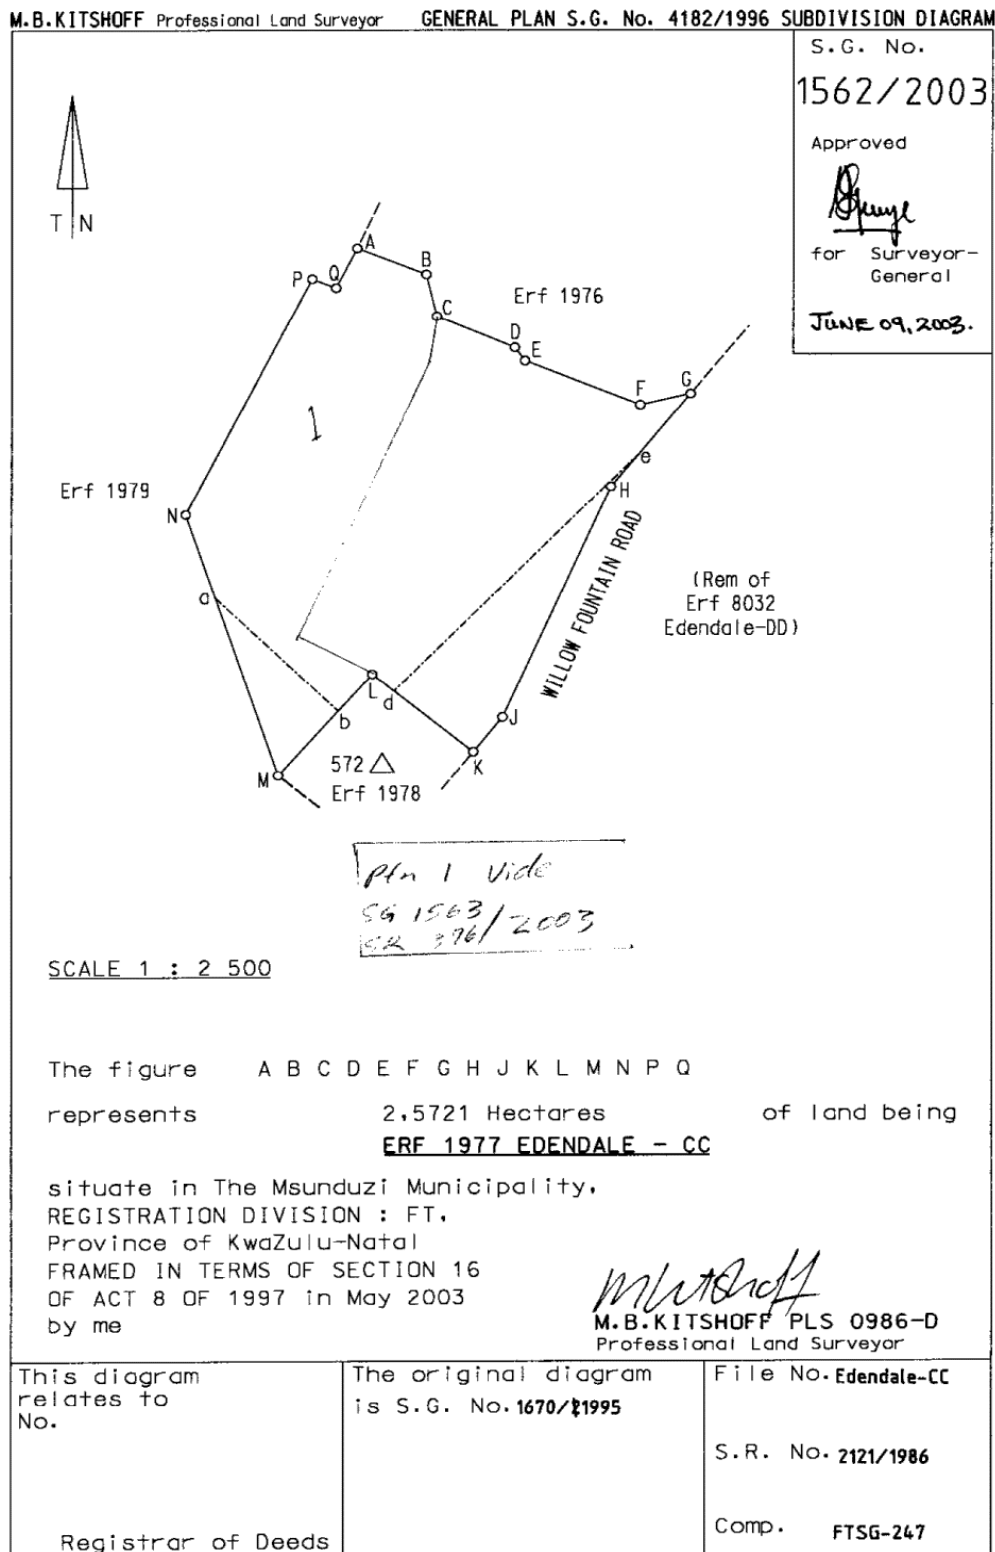 M.B.KITSHOFF Professional Land Surveyor GENERAL PLAN S.G. No. 4182/1996 SUBDIVISION DIAGRAM
S.G. No.
1562/2003
Approved
for Surveyor-
General
JUNE 09, 2003.
T N
A
B
P Q
C
Erf 1976
D
E
F G
1
e
H
Erf 1979
N
WILLOW FOUNTAIN ROAD
(Rem of
Erf 8032
Edendale-DD)
a
L d
b
J
K
M
572
Erf 1978
Ptn 1 Vide
SG 1563/2003
SR 376/
SCALE 1 : 2 500
The figure A B C D E F G H J K L M N P Q
represents 2,5721 Hectares of land being
ERF 1977 EDENDALE - CC
situate in The Msunduzi Municipality,
REGISTRATION DIVISION : FT,
Province of KwaZulu-Natal
FRAMED IN TERMS OF SECTION 16
OF ACT 8 OF 1997 in May 2003
by me
MKitshoff
M.B.KITSHOFF PLS 0986-D
Professional Land Surveyor
This diagram
relates to
No.
Registrar of Deeds
The original diagram
is S.G. No. 1670/1995
File No. Edendale-CC
S.R. No. 2121/1986
Comp. FTSG-247